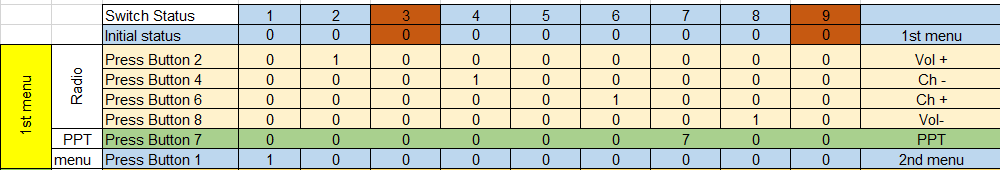 Switch Status 1 2 3 4 5 6 7 8 9
Initial status 0 0 0 0 0 0 0 0 0 1st menu
1st menu
Radio
Press Button 2 0 1 0 0 0 0 0 0 0 Vol +
Press Button 4 0 0 0 1 0 0 0 0 0 Ch -
Press Button 6 0 0 0 0 0 1 0 0 0 Ch +
Press Button 8 0 0 0 0 0 0 0 1 0 Vol-
PPT Press Button 7 0 0 0 0 0 0 7 0 0 PPT
menu Press Button 1 1 0 0 0 0 0 0 0 0 2nd menu